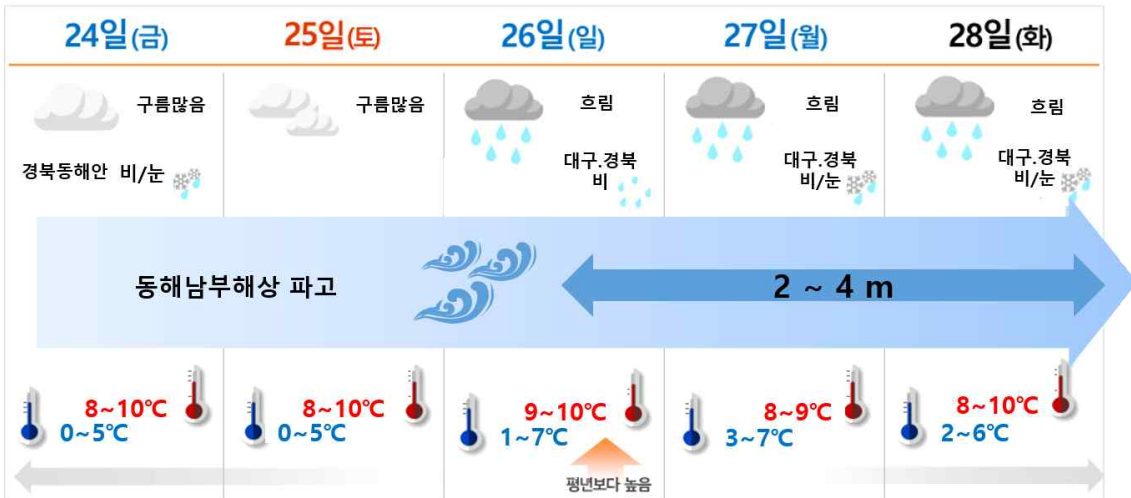 24일(금) 25일(토) 26일(일) 27일(월) 28일(화)
구름많음 구름많음 흐림 흐림 흐림
경북동해안 비/눈
대구.경북
비
대구.경북
비/눈
대구.경북
비/눈
동해남부해상 파고
2 ~ 4 m
8~10℃ 8~10℃ 9~10℃ 8~9℃ 8~10℃
0~5℃ 0~5℃ 1~7℃ 3~7℃ 2~6℃
평년보다 높음